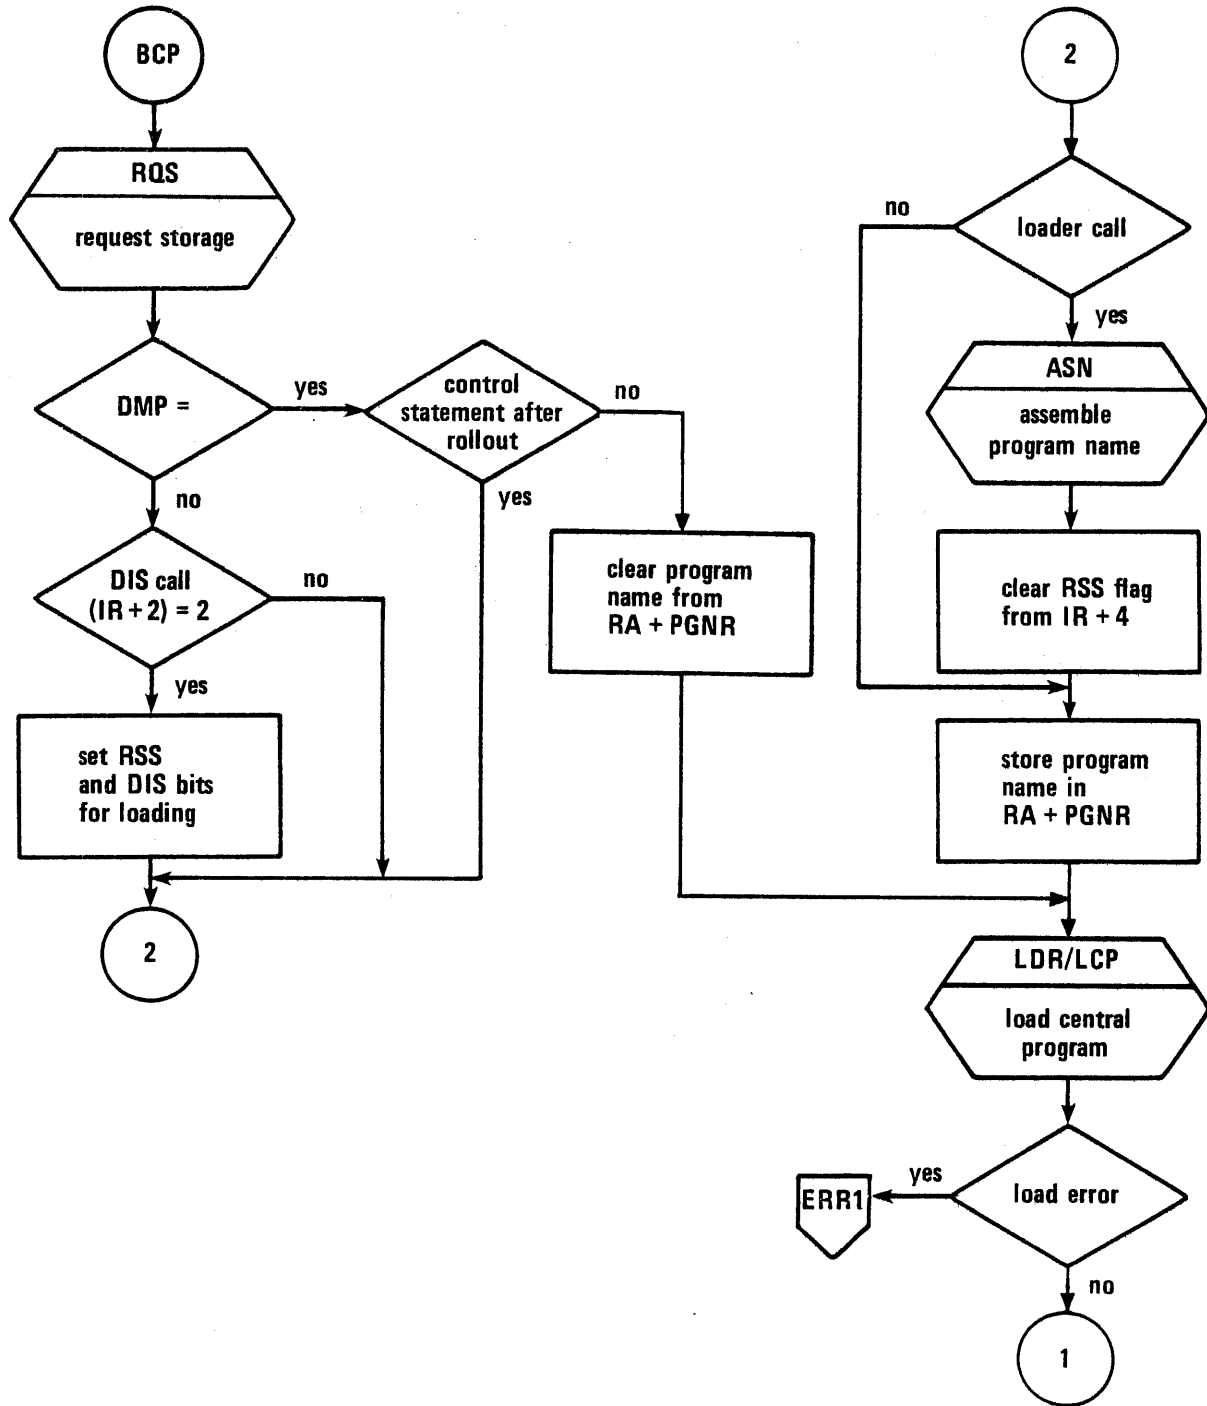 BCP
RQS
request storage
DMP =
yes
no
control
statement after
rollout
no
yes
DIS call
(IR + 2) = 2
no
yes
set RSS
and DIS bits
for loading
2
clear program
name from
RA + PGNR
2
loader call
no
yes
ASN
assemble
program name
clear RSS flag
from IR + 4
store program
name in
RA + PGNR
LDR/LCP
load central
program
load error
yes
ERR1
no
1